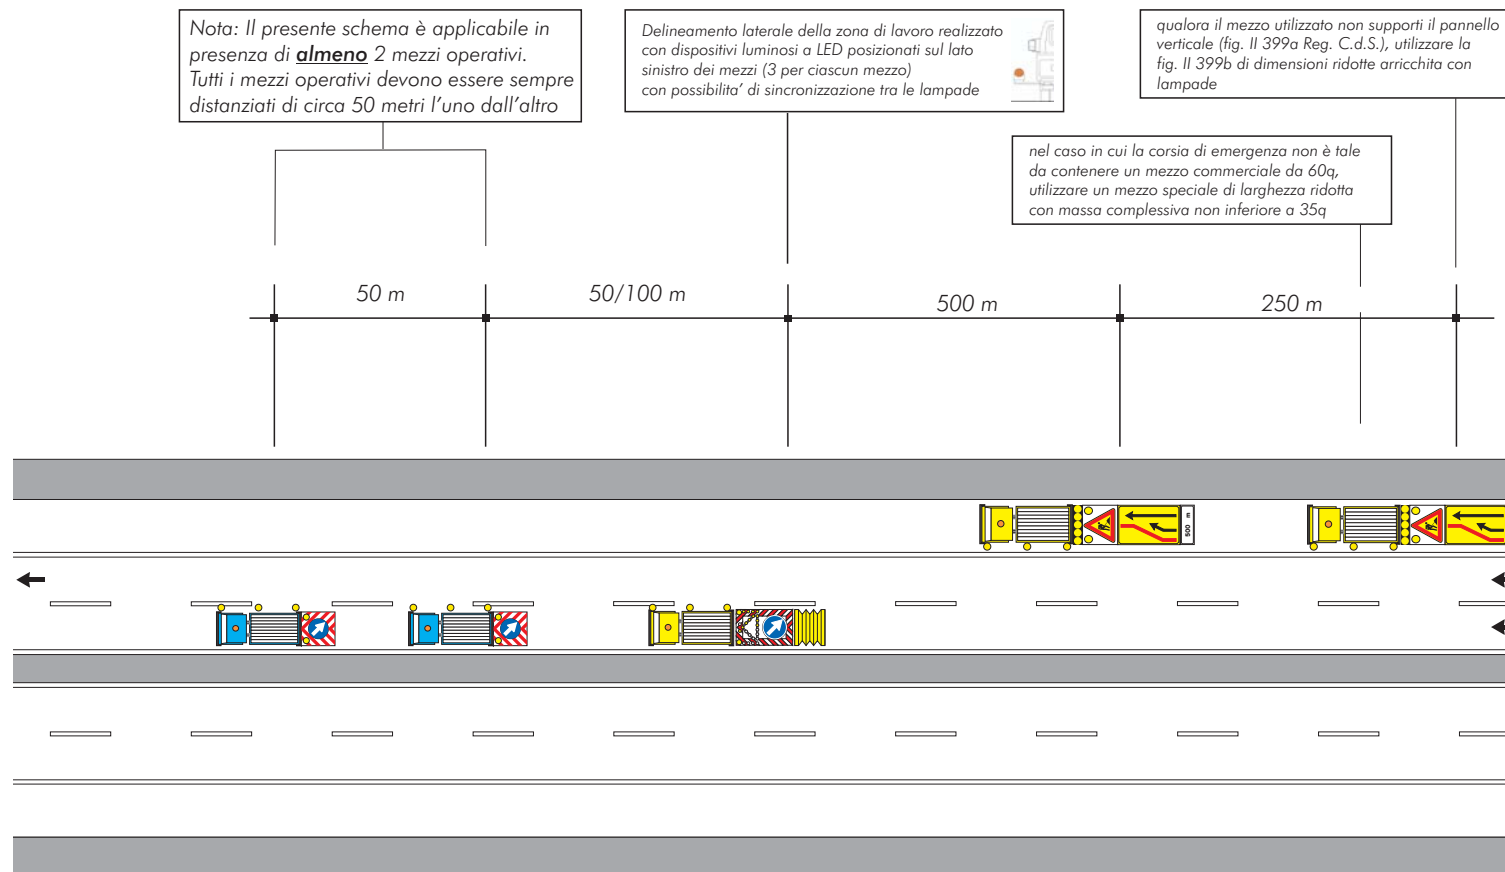 Nota: Il presente schema è applicabile in
presenza di almeno 2 mezzi operativi.
Tutti i mezzi operativi devono essere sempre
distanziati di circa 50 metri l'uno dall'altro
Delineamento laterale della zona di lavoro realizzato
con dispositivi luminosi a LED posizionati sul lato
sinistro dei mezzi (3 per ciascun mezzo)
con possibilita' di sincronizzazione tra le lampade
qualora il mezzo utilizzato non supporti il pannello
verticale (fig. II 399a Reg. C.d.S.), utilizzare la
fig. II 399b di dimensioni ridotte arricchita con
lampade
nel caso in cui la corsia di emergenza non è tale
da contenere un mezzo commerciale da 60q,
utilizzare un mezzo speciale di larghezza ridotta
con massa complessiva non inferiore a 35q
50 m
50/100 m
500 m
250 m
500 m